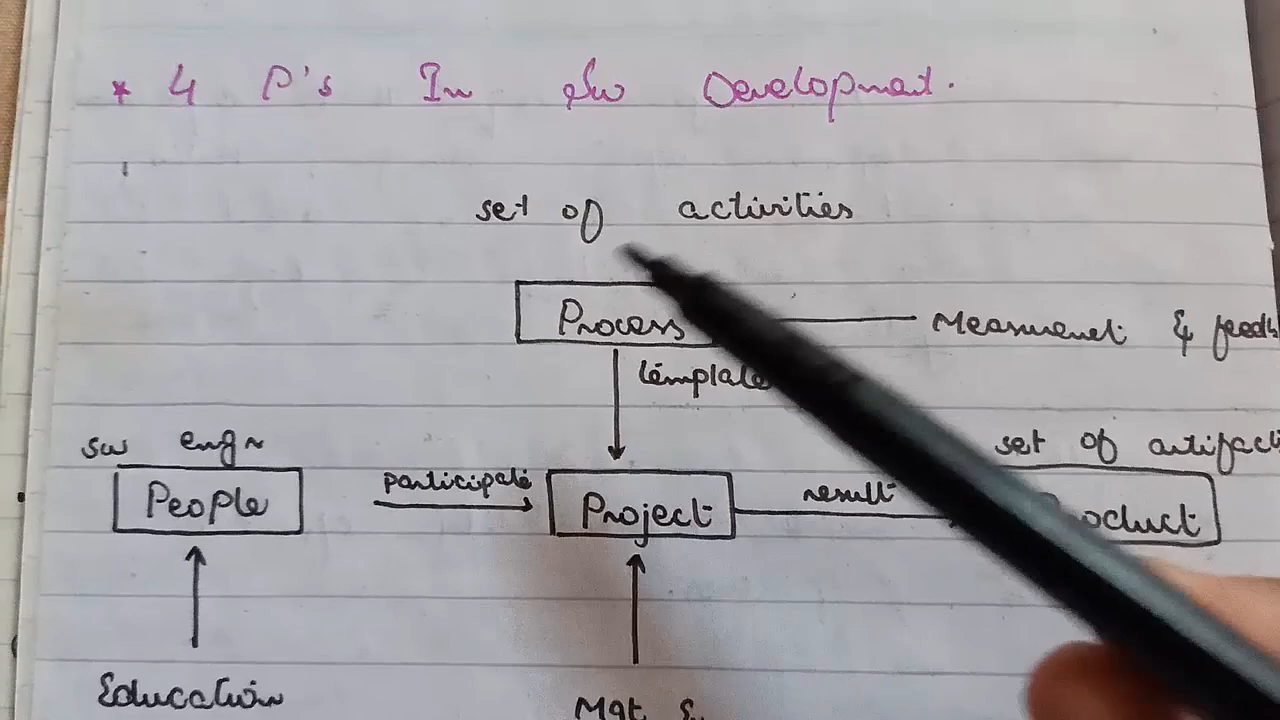 * 4 P's In Sw Development.
set of activities
Process
Measurement & feed
template
sw engr
set of artifact
People
participate
Project
result
Product
Education
Mgt &